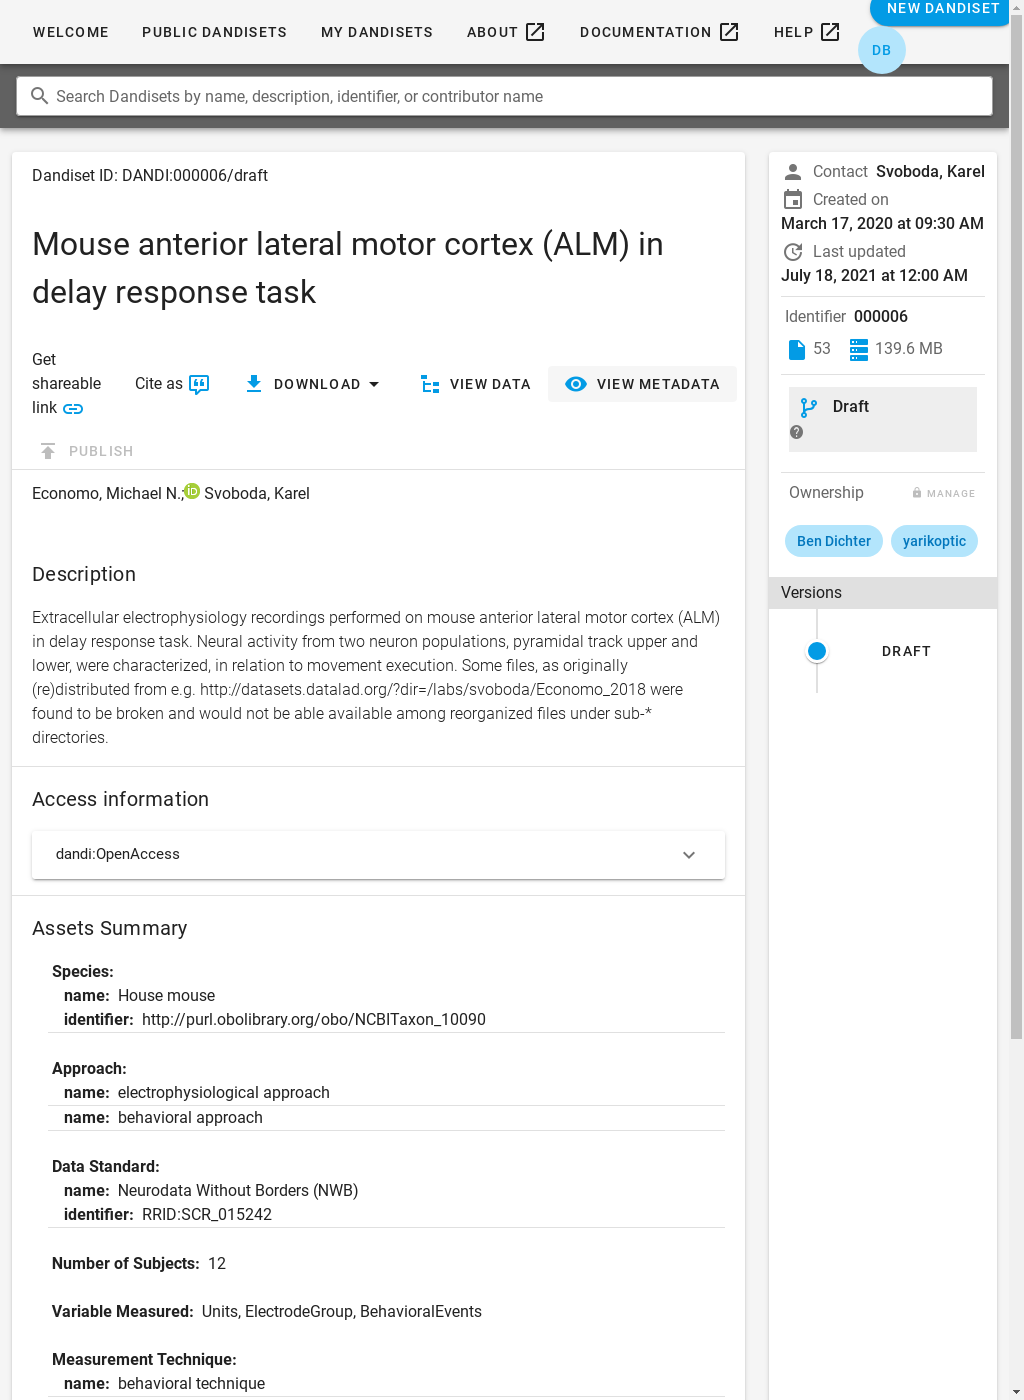 WELCOME PUBLIC DANDISETS MY DANDISETS ABOUT DOCUMENTATION HELP NEW DANDISET
DB
Search Dandisets by name, description, identifier, or contributor name
Dandiset ID: DANDI:000006/draft
Mouse anterior lateral motor cortex (ALM) in
delay response task
Get
shareable
link
Cite as
DOWNLOAD
VIEW DATA
VIEW METADATA
PUBLISH
Economo, Michael N.; iD Svoboda, Karel
Description
Extracellular electrophysiology recordings performed on mouse anterior lateral motor cortex (ALM)
in delay response task. Neural activity from two neuron populations, pyramidal track upper and
lower, were characterized, in relation to movement execution. Some files, as originally
(re)distributed from e.g. http://datasets.datalad.org/?dir=/labs/svoboda/Economo_2018 were
found to be broken and would not be able available among reorganized files under sub-*
directories.
Access information
dandi:OpenAccess
Assets Summary
Species:
name: House mouse
identifier: http://purl.obolibrary.org/obo/NCBITaxon_10090
Approach:
name: electrophysiological approach
name: behavioral approach
Data Standard:
name: Neurodata Without Borders (NWB)
identifier: RRID:SCR_015242
Number of Subjects: 12
Variable Measured: Units, ElectrodeGroup, BehavioralEvents
Measurement Technique:
name: behavioral technique
Contact Svoboda, Karel
Created on
March 17, 2020 at 09:30 AM
Last updated
July 18, 2021 at 12:00 AM
Identifier 000006
53 139.6 MB
Draft
?
Ownership MANAGE
Ben Dichter yarikoptic
Versions
DRAFT